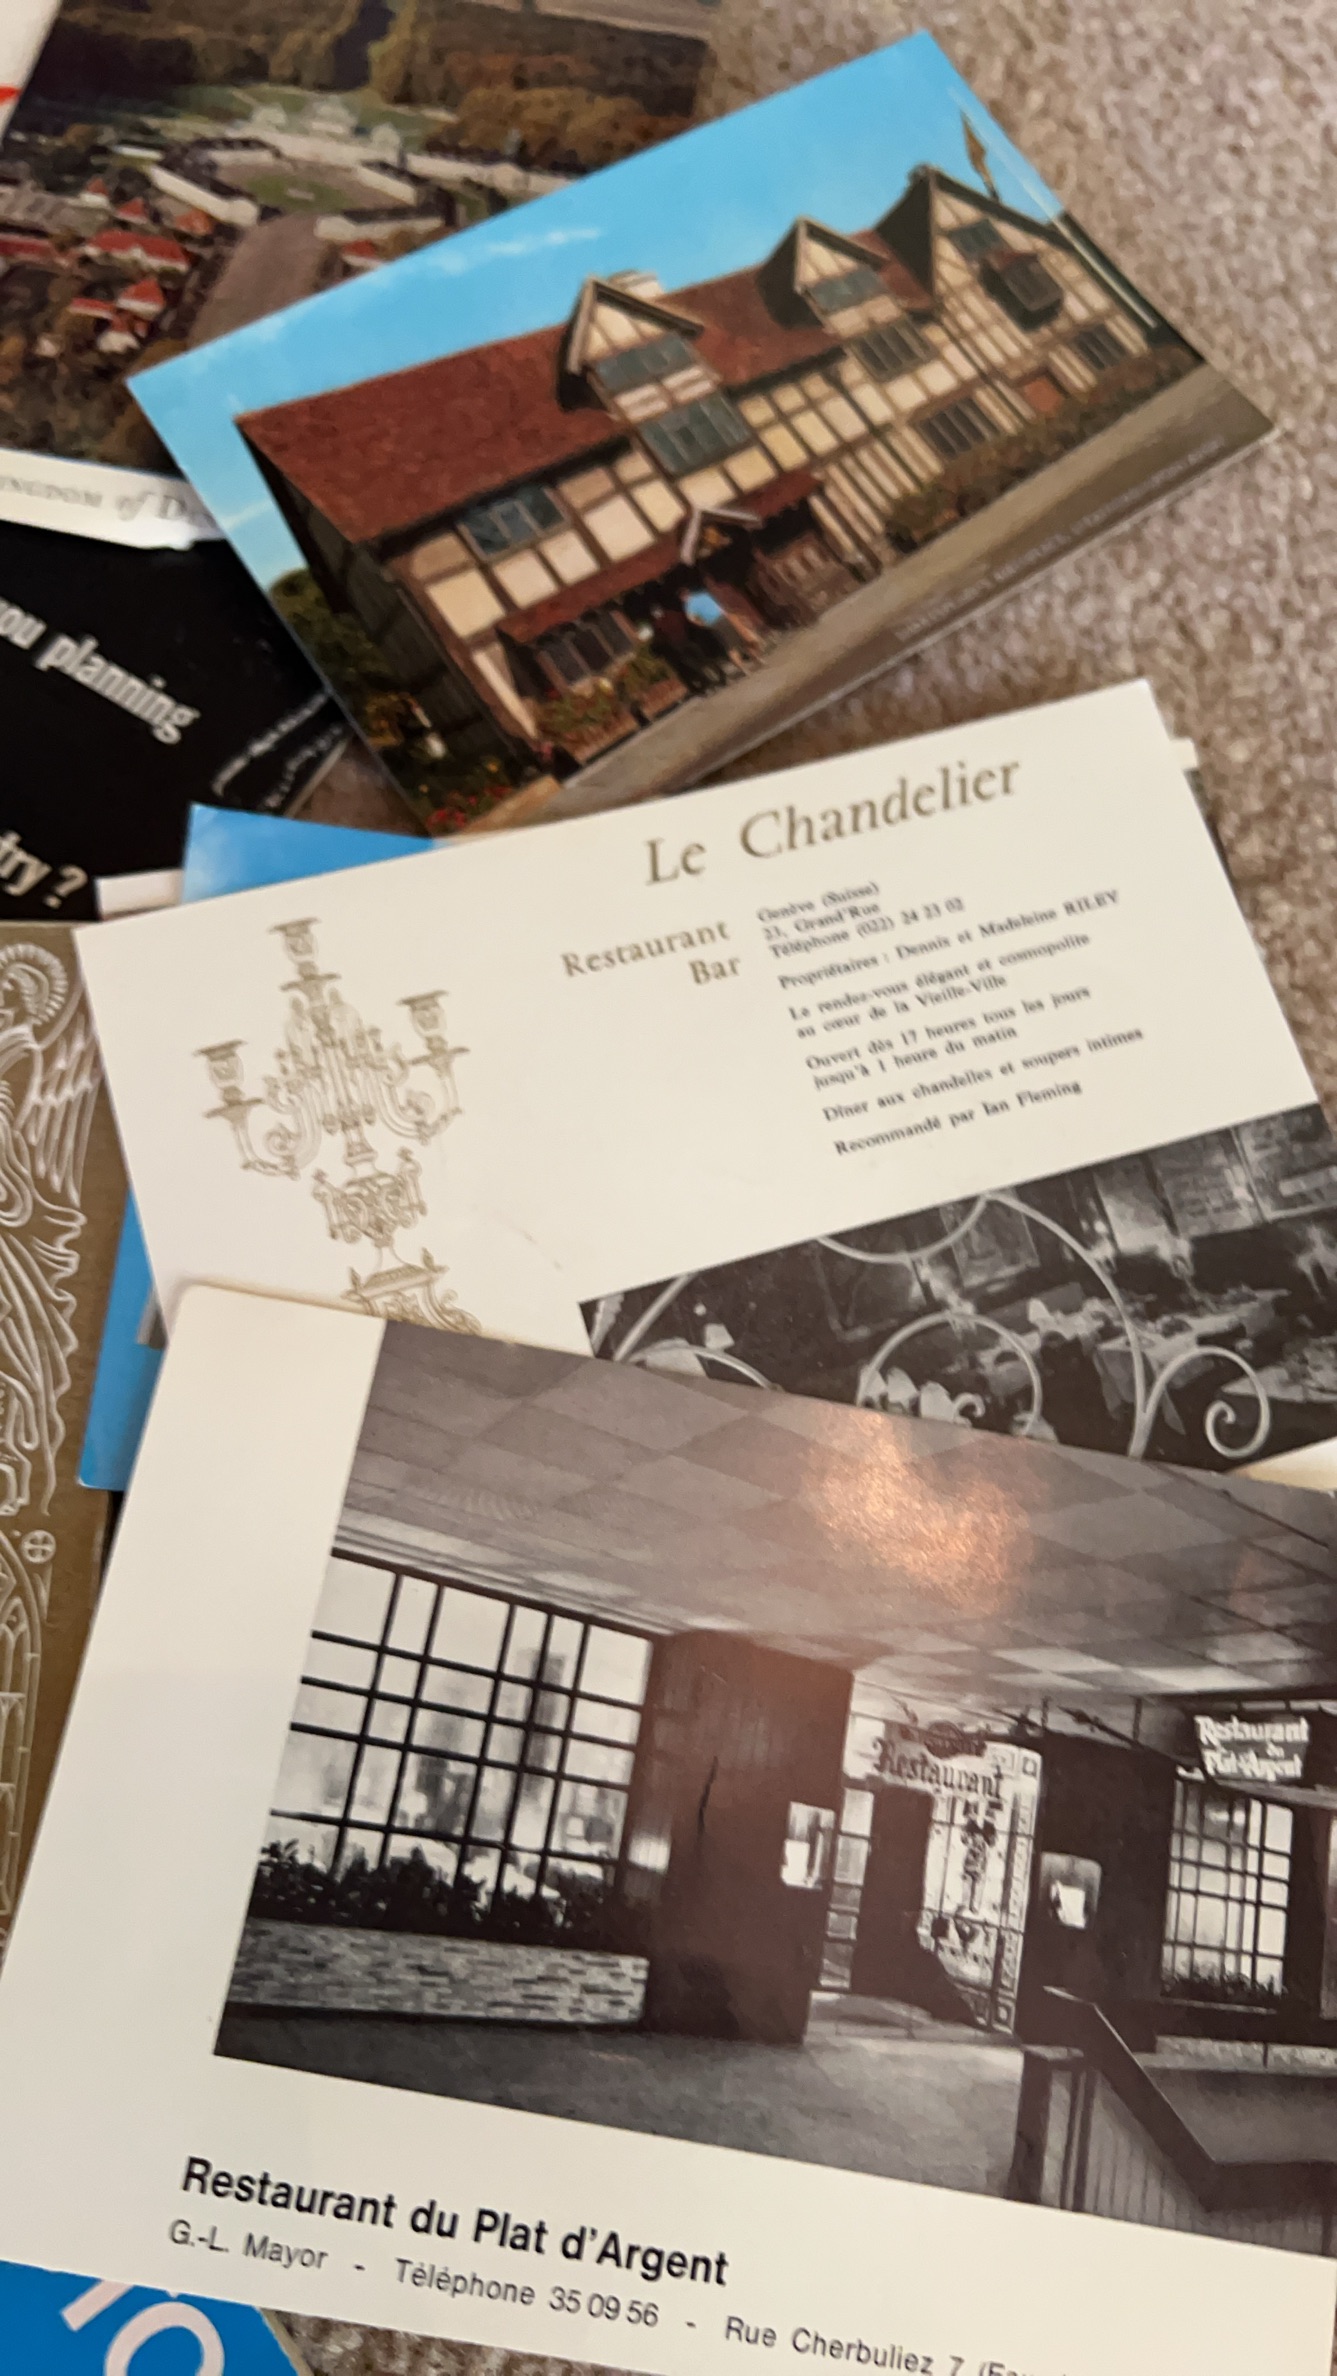 KINGDOM of D
you planning
try?
Le Chandelier
Restaurant
Bar
Genève (Suisse)
23, Grand'Rue
Téléphone (022) 24 23 02
Propriétaires : Dennis et Madeleine RILEY
Le rendez-vous élégant et cosmopolite
au cœur de la Vieille-Ville
Ouvert dès 17 heures tous les jours
jusqu'à 1 heure du matin
Dîner aux chandelles et soupers intimes
Recommandé par Ian Fleming
Restaurant
Restaurant
du
Plat d'Argent
Restaurant du Plat d'Argent
G.-L. Mayor - Téléphone 35 09 56 - Rue Cherbuliez 7